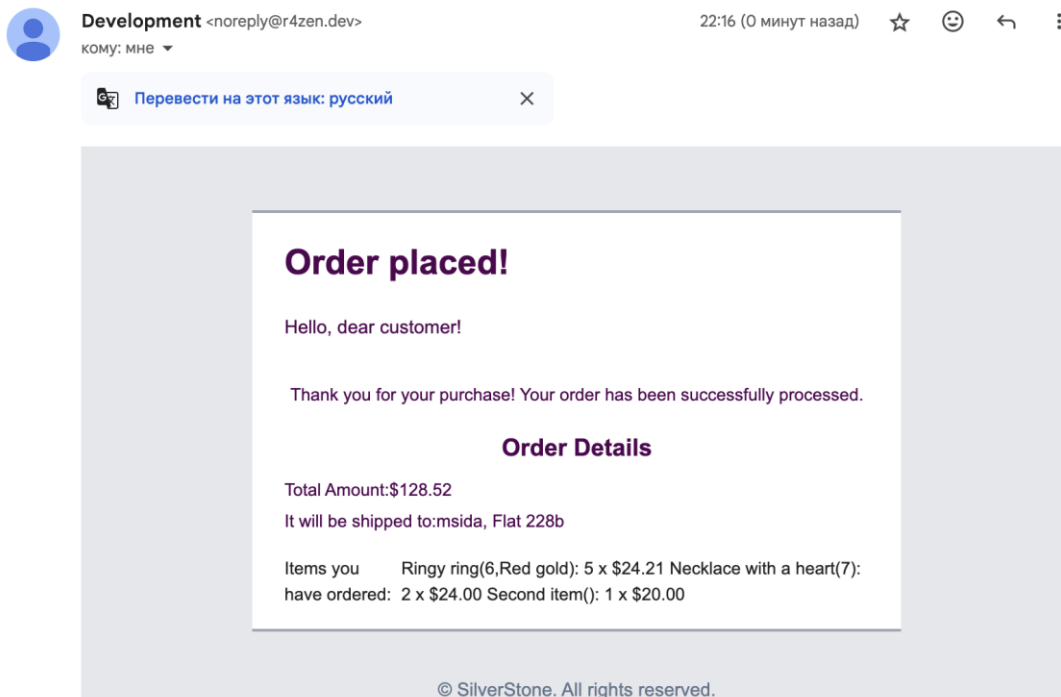 Development <noreply@r4zen.dev>
22:16 (0 минут назад)
кому: мне
Перевести на этот язык: русский
Order placed!
Hello, dear customer!
Thank you for your purchase! Your order has been successfully processed.
Order Details
Total Amount:$128.52
It will be shipped to:msida, Flat 228b
Items you have ordered:
Ringy ring(6,Red gold): 5 x $24.21 Necklace with a heart(7):
2 x $24.00 Second item(): 1 x $20.00
© SilverStone. All rights reserved.